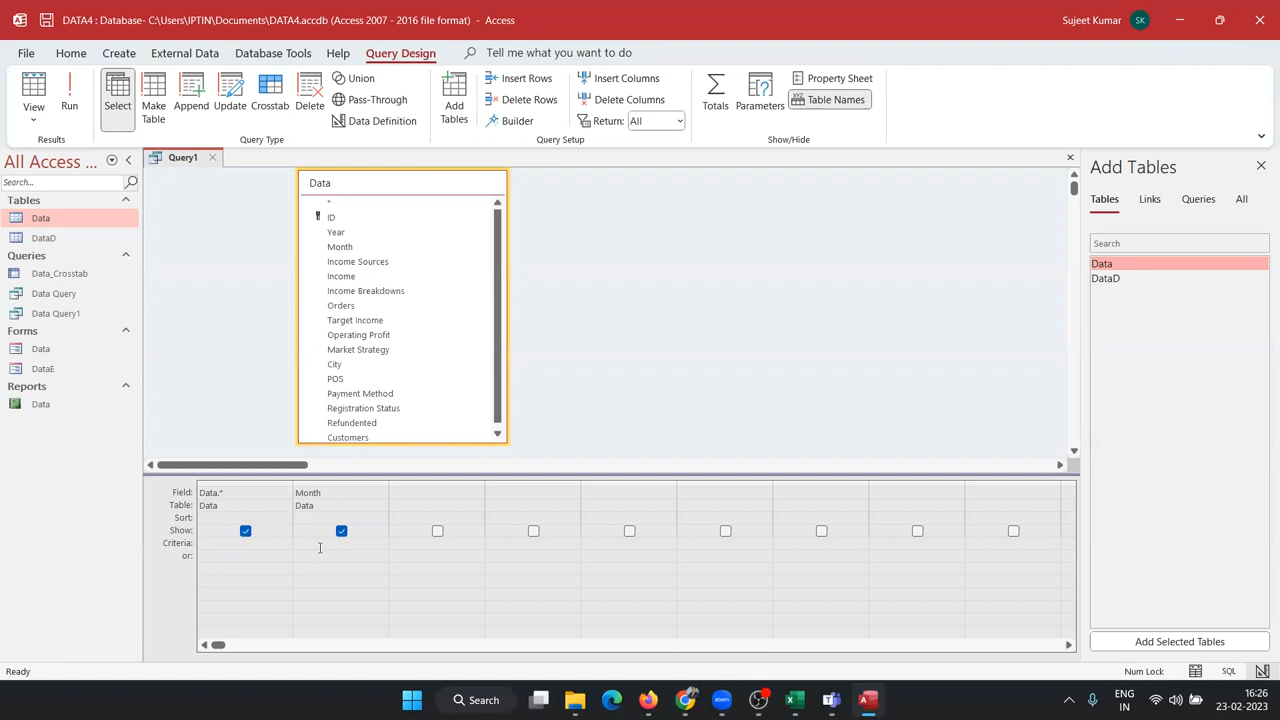 DATA4 : Database- C:\Users\IPTIN\Documents\DATA4.accdb (Access 2007 - 2016 file format) - Access
Sujeet Kumar
SK
File Home Create External Data Database Tools Help Query Design Tell me what you want to do
View
Run
Select
Make Table
Append
Update
Crosstab
Delete
Union
Pass-Through
Data Definition
Add Tables
Insert Rows
Delete Rows
Builder
Insert Columns
Delete Columns
Return: All
Totals
Parameters
Property Sheet
XYZ Table Names
Results
Query Type
Query Setup
Show/Hide
All Access ...
Search...
Tables
Data
DataD
Queries
Data_Crosstab
Data Query
Data Query1
Forms
Data
DataE
Reports
Data
Query1
Data
*
ID
Year
Month
Income Sources
Income
Income Breakdowns
Orders
Target Income
Operating Profit
Market Strategy
City
POS
Payment Method
Registration Status
Refundented
Customers
Field: Data.* Month
Table: Data Data
Sort:
Show:
Criteria:
or:
Add Tables
Tables Links Queries All
Search
Data
DataD
Add Selected Tables
Ready
Num Lock
SQL
Search
zoom
ENG
IN
16:26
23-02-2023